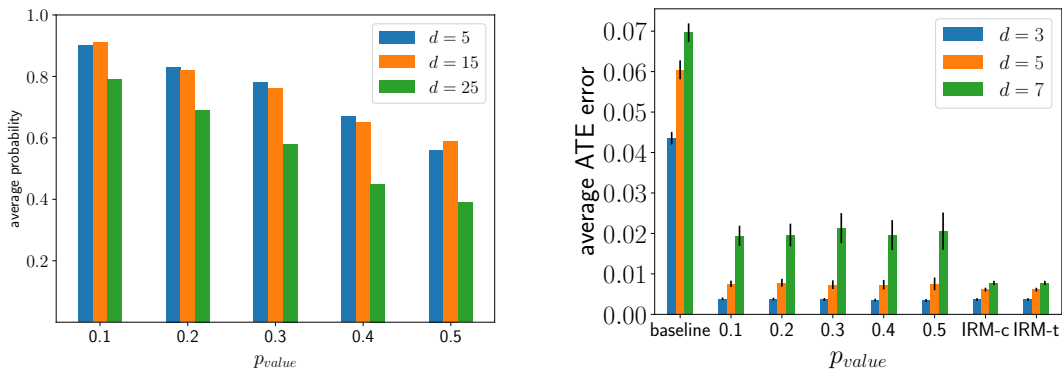 1.0
0.8
0.6
0.4
0.2
average probability
d = 5
d = 15
d = 25
0.1 0.2 0.3 0.4 0.5
p_value
0.07
0.06
0.05
0.04
0.03
0.02
0.01
0.00
average ATE error
d = 3
d = 5
d = 7
baseline 0.1 0.2 0.3 0.4 0.5 IRM-c IRM-t
p_value